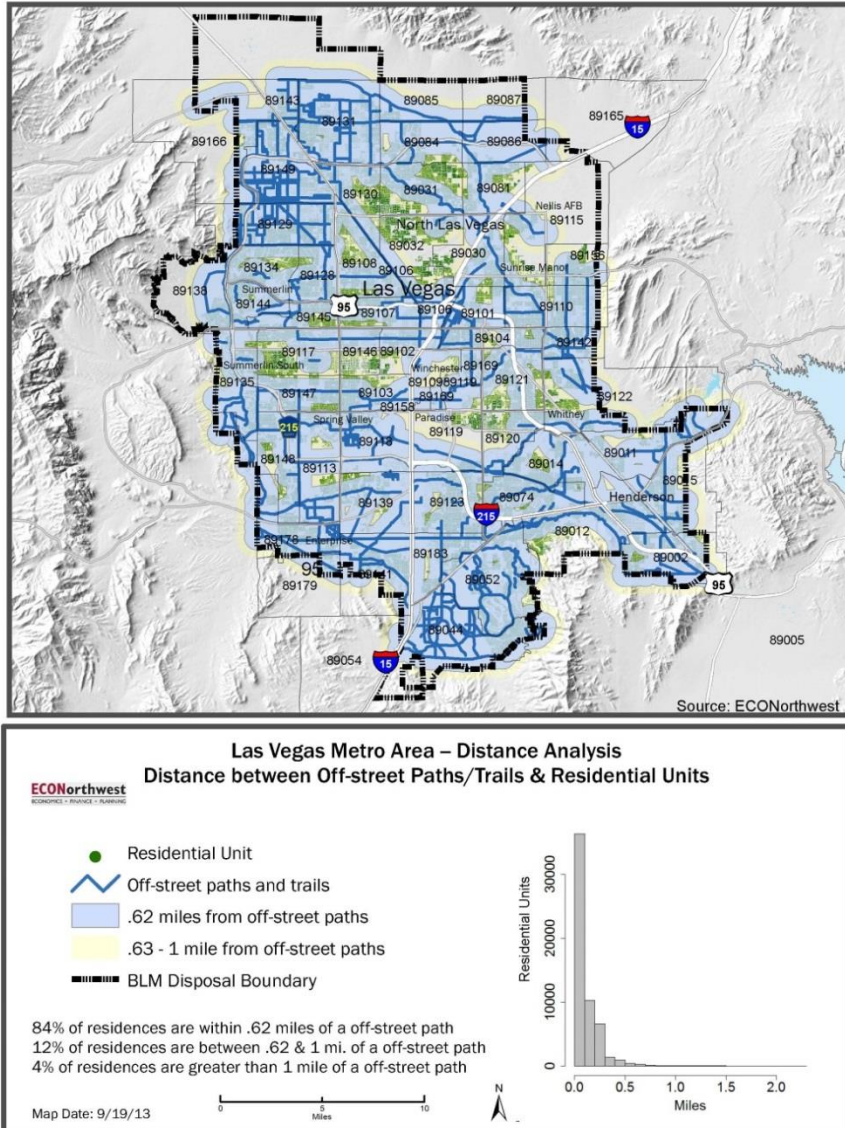 89143
89085
89087
89165
15
89131
89166
89084
89086
89149
89031
89081
89130
Nellis AFB
89115
89129
North Las Vegas
89032
89030
89156
89134
89108
89106
Sunrise Manor
89128
89138
Summerlin
Las Vegas
89144
95
89145
89107
89106
89101
89110
89104
89142
89117
89146
89102
Summerlin South
Winchester
89169
89135
89109
89119
89121
89122
89147
89103
89169
89158
Spring Valley
Paradise
Whitney
215
89118
89119
89120
89011
89148
89113
89014
89015
89139
89123
89074
Henderson
215
89012
89178
Enterprise
89183
89002
95
89179
89141
89052
95
89044
89005
89054
15
Source: ECONorthwest
Las Vegas Metro Area – Distance Analysis
Distance between Off-street Paths/Trails & Residential Units
ECONorthwest
ECONOMICS • FINANCE • PLANNING
Residential Unit
Off-street paths and trails
.62 miles from off-street paths
.63 - 1 mile from off-street paths
BLM Disposal Boundary
84% of residences are within .62 miles of a off-street path
12% of residences are between .62 & 1 mi. of a off-street path
4% of residences are greater than 1 mile of a off-street path
Map Date: 9/19/13
0 5 10
Miles
N
Residential Units
30000
20000
10000
0
0.0 0.5 1.0 1.5 2.0
Miles